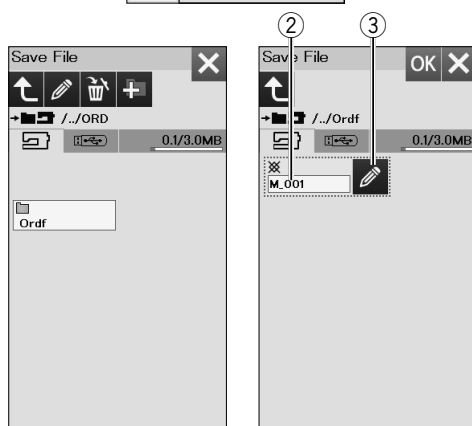 ② ③
Save File
/../ORD
0.1/3.0MB
Ordf
Save File OK
/../Ordf
0.1/3.0MB
M_001